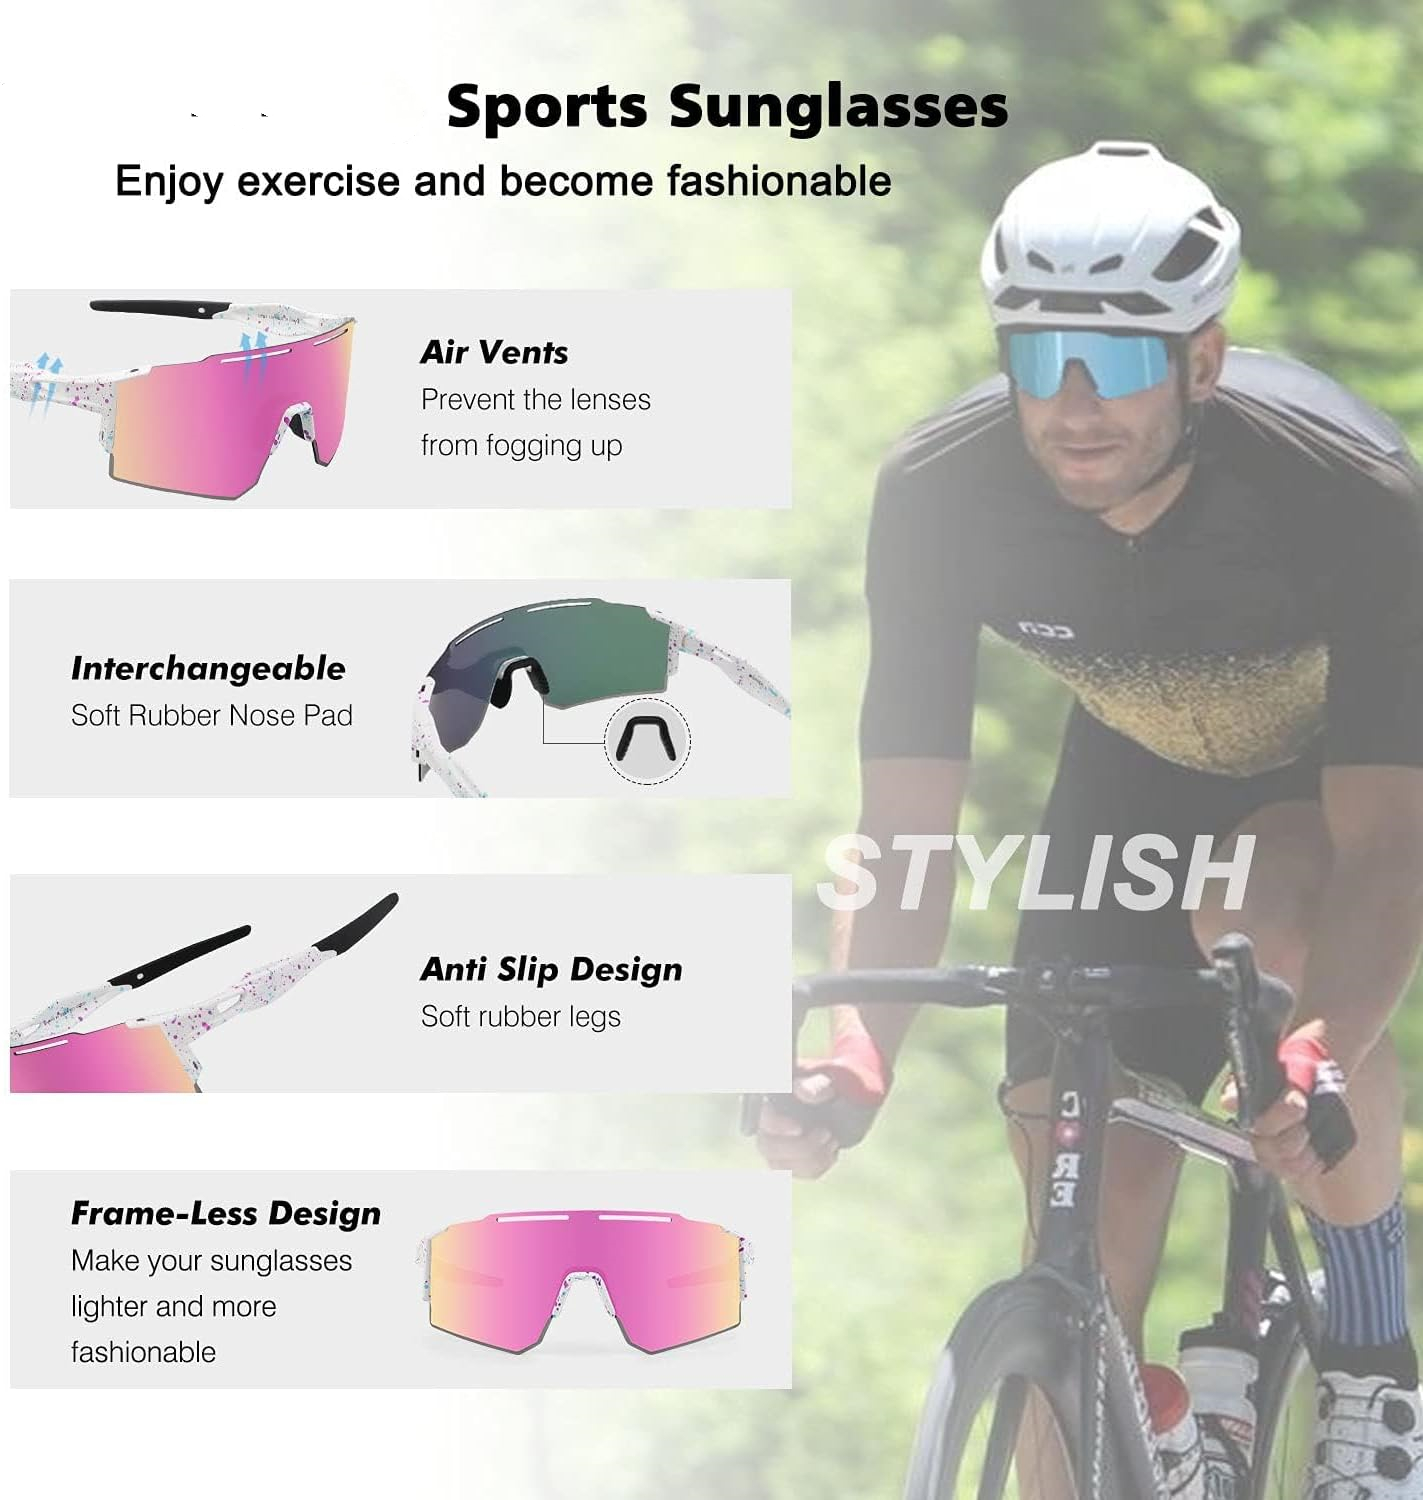 Sports Sunglasses
Enjoy exercise and become fashionable
Air Vents
Prevent the lenses
from fogging up
Interchangeable
Soft Rubber Nose Pad
STYLISH
Anti Slip Design
Soft rubber legs
Frame-Less Design
Make your sunglasses
lighter and more
fashionable